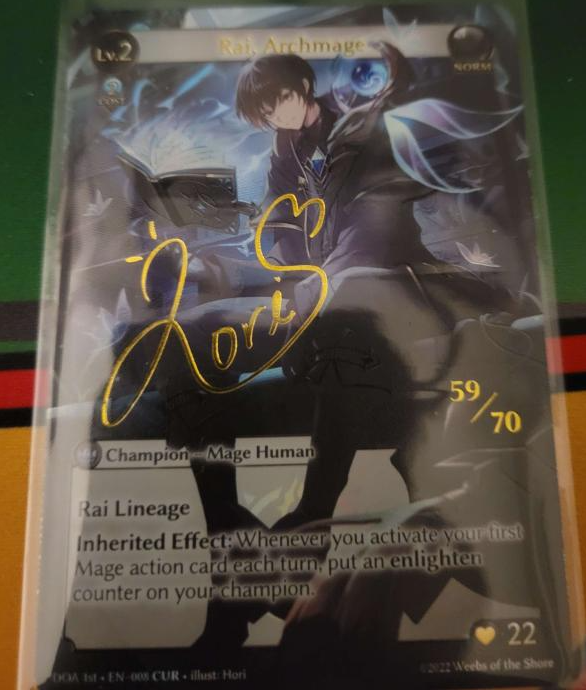 Lv.2
Rai, Archmage
NORM
COST
Hori
59/70
Champion – Mage Human
Rai Lineage
Inherited Effect: Whenever you activate your first
Mage action card each turn, put an enlighten
counter on your champion.
22
DOA 1st • EN-008 CUR • illust: Hori
©2022 Weebs of the Shore